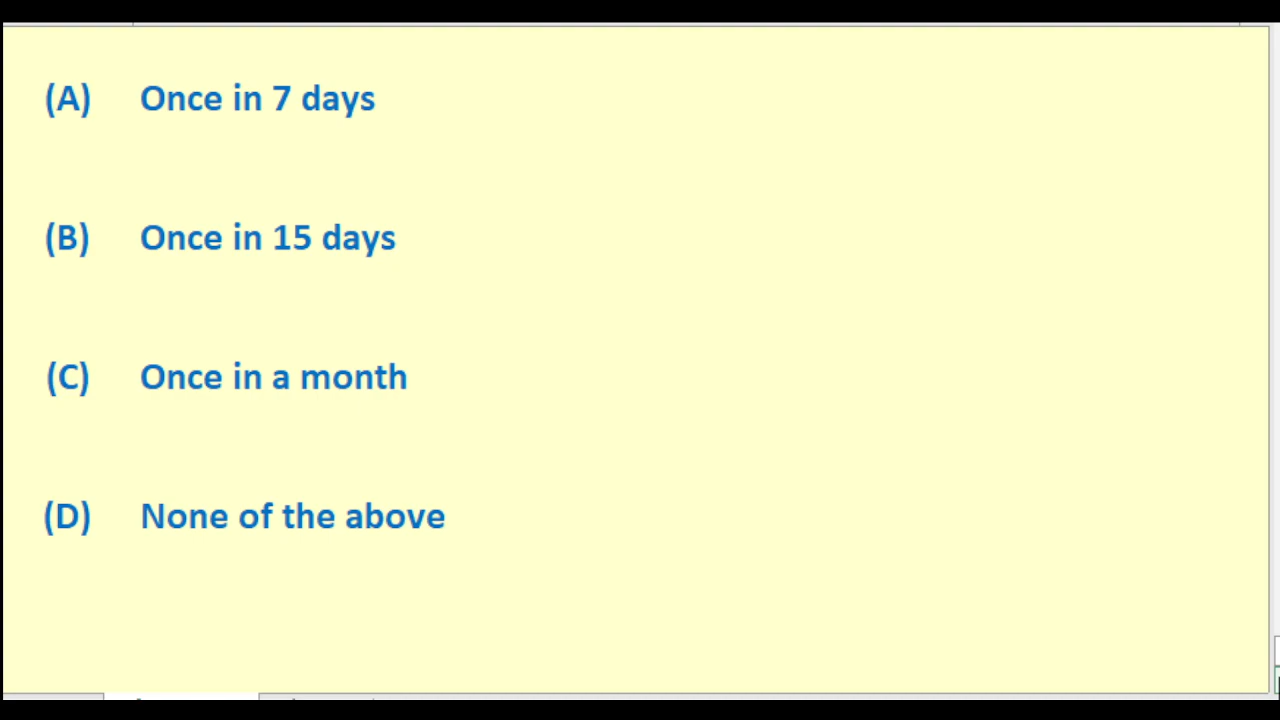 (A) Once in 7 days
(B) Once in 15 days
(C) Once in a month
(D) None of the above